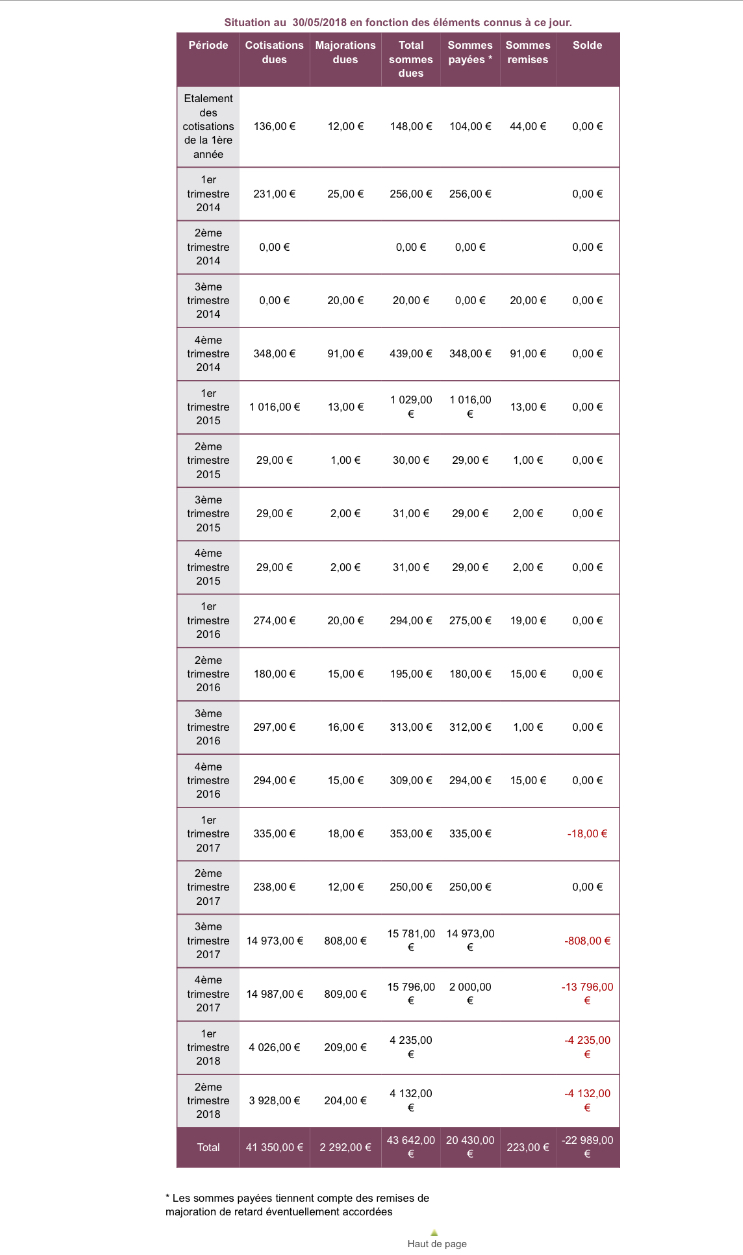 Situation au 30/05/2018 en fonction des éléments connus à ce jour.
Période Cotisations dues Majorations dues Total sommes dues Sommes payées * Sommes remises Solde
Etalement des cotisations de la 1ère année 136,00 € 12,00 € 148,00 € 104,00 € 44,00 € 0,00 €
1er trimestre 2014 231,00 € 25,00 € 256,00 € 256,00 € 0,00 €
2ème trimestre 2014 0,00 € 0,00 € 0,00 € 0,00 €
3ème trimestre 2014 0,00 € 20,00 € 20,00 € 0,00 € 20,00 € 0,00 €
4ème trimestre 2014 348,00 € 91,00 € 439,00 € 348,00 € 91,00 € 0,00 €
1er trimestre 2015 1 016,00 € 13,00 € 1 029,00 € 1 016,00 € 13,00 € 0,00 €
2ème trimestre 2015 29,00 € 1,00 € 30,00 € 29,00 € 1,00 € 0,00 €
3ème trimestre 2015 29,00 € 2,00 € 31,00 € 29,00 € 2,00 € 0,00 €
4ème trimestre 2015 29,00 € 2,00 € 31,00 € 29,00 € 2,00 € 0,00 €
1er trimestre 2016 274,00 € 20,00 € 294,00 € 275,00 € 19,00 € 0,00 €
2ème trimestre 2016 180,00 € 15,00 € 195,00 € 180,00 € 15,00 € 0,00 €
3ème trimestre 2016 297,00 € 16,00 € 313,00 € 312,00 € 1,00 € 0,00 €
4ème trimestre 2016 294,00 € 15,00 € 309,00 € 294,00 € 15,00 € 0,00 €
1er trimestre 2017 335,00 € 18,00 € 353,00 € 335,00 € -18,00 €
2ème trimestre 2017 238,00 € 12,00 € 250,00 € 250,00 € 0,00 €
3ème trimestre 2017 14 973,00 € 808,00 € 15 781,00 € 14 973,00 € -808,00 €
4ème trimestre 2017 14 987,00 € 809,00 € 15 796,00 € 2 000,00 € -13 796,00 €
1er trimestre 2018 4 026,00 € 209,00 € 4 235,00 € -4 235,00 €
2ème trimestre 2018 3 928,00 € 204,00 € 4 132,00 € -4 132,00 €
Total 41 350,00 € 2 292,00 € 43 642,00 € 20 430,00 € 223,00 € -22 989,00 €
* Les sommes payées tiennent compte des remises de
majoration de retard éventuellement accordées
Haut de page